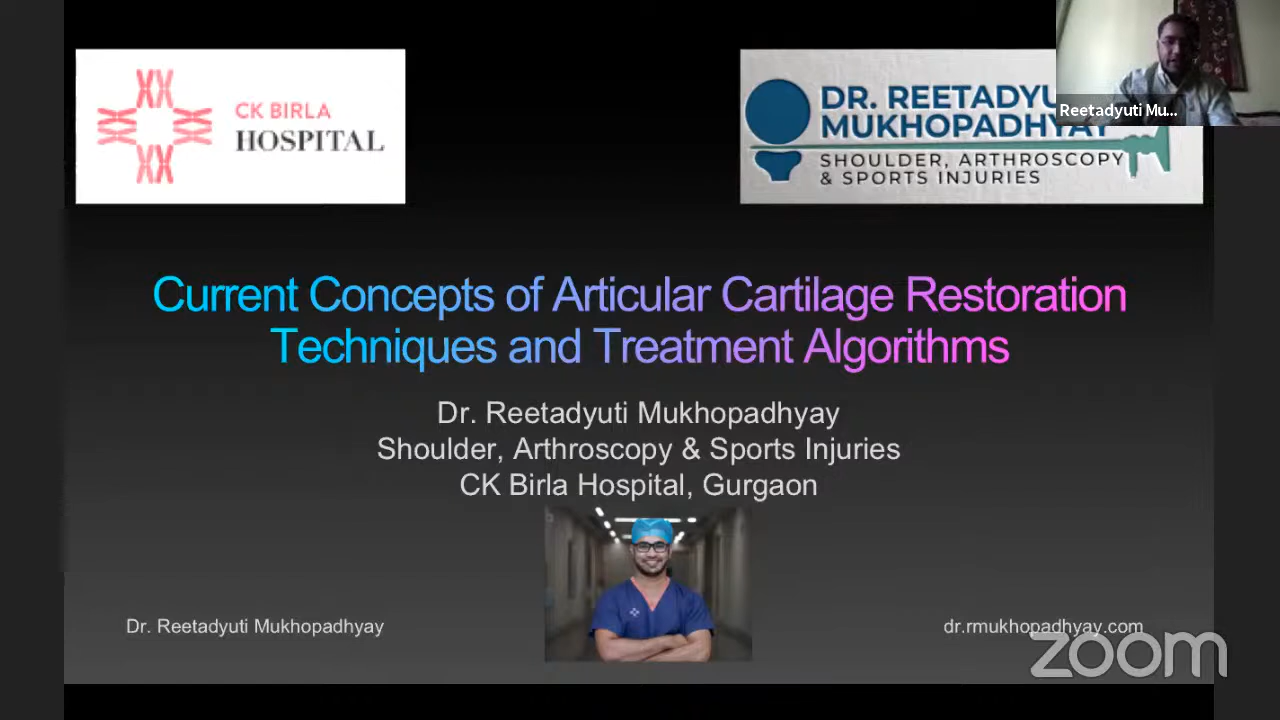 CK BIRLA
HOSPITAL
DR. REETADYU
MUKHOPADHYAY
SHOULDER, ARTHROSCOPY
& SPORTS INJURIES
Reetadyuti Mu...
Current Concepts of Articular Cartilage Restoration
Techniques and Treatment Algorithms
Dr. Reetadyuti Mukhopadhyay
Shoulder, Arthroscopy & Sports Injuries
CK Birla Hospital, Gurgaon
Dr. Reetadyuti Mukhopadhyay
dr.rmukhopadhyay.com
zoom